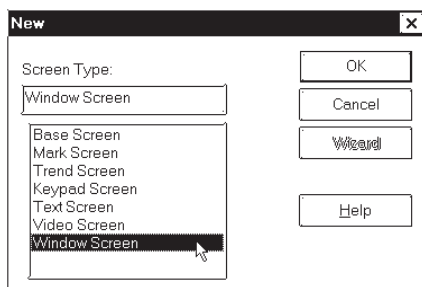 New
Screen Type:
Window Screen
Base Screen
Mark Screen
Trend Screen
Keypad Screen
Text Screen
Video Screen
Window Screen
OK
Cancel
Wizard
Help